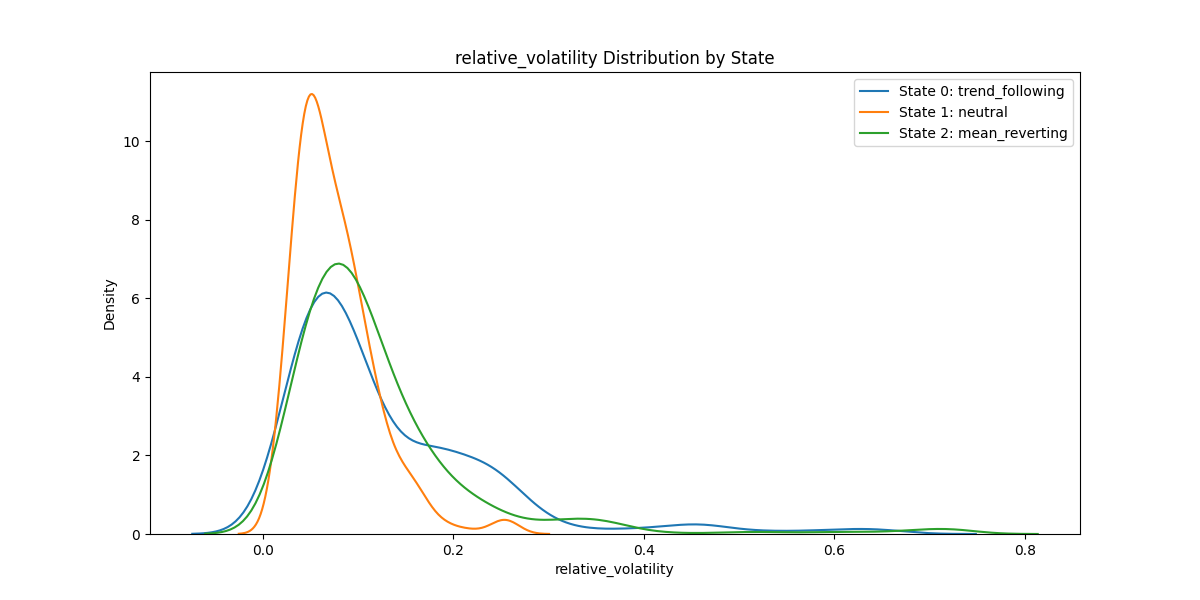 relative_volatility Distribution by State
State 0: trend_following
State 1: neutral
State 2: mean_reverting
Density
10
8
6
4
2
0
0.0 0.2 0.4 0.6 0.8
relative_volatility